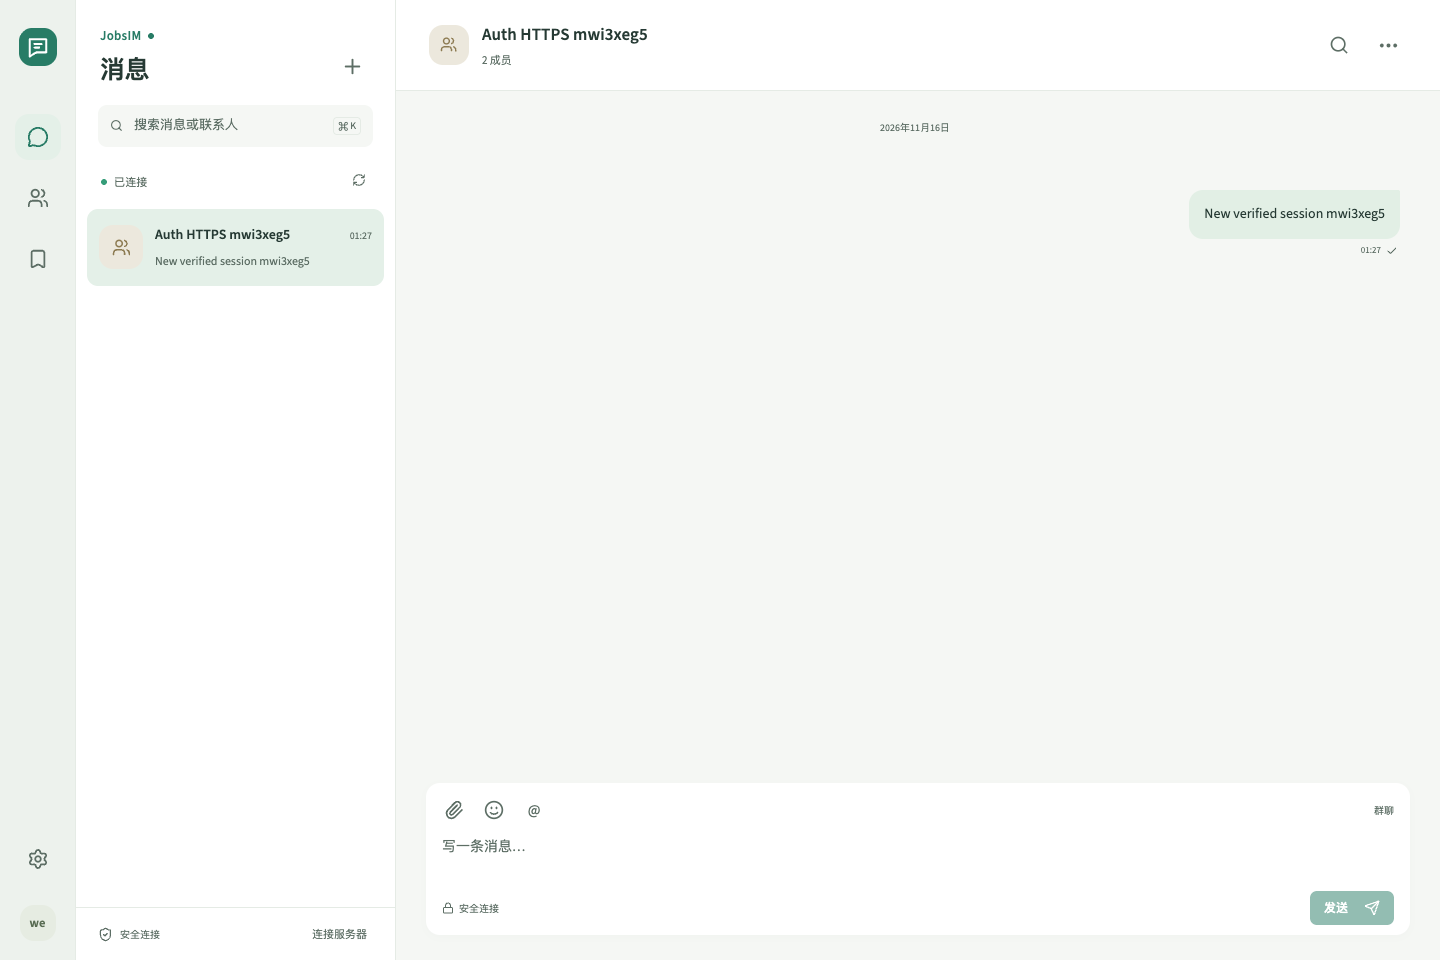 JobsIM
消息
搜索消息或联系人
⌘K
已连接
Auth HTTPS mwi3xeg5
01:27
New verified session mwi3xeg5
we
安全连接
连接服务器
Auth HTTPS mwi3xeg5
2 成员
2026年11月16日
New verified session mwi3xeg5
01:27
@
群聊
写一条消息…
安全连接
发送